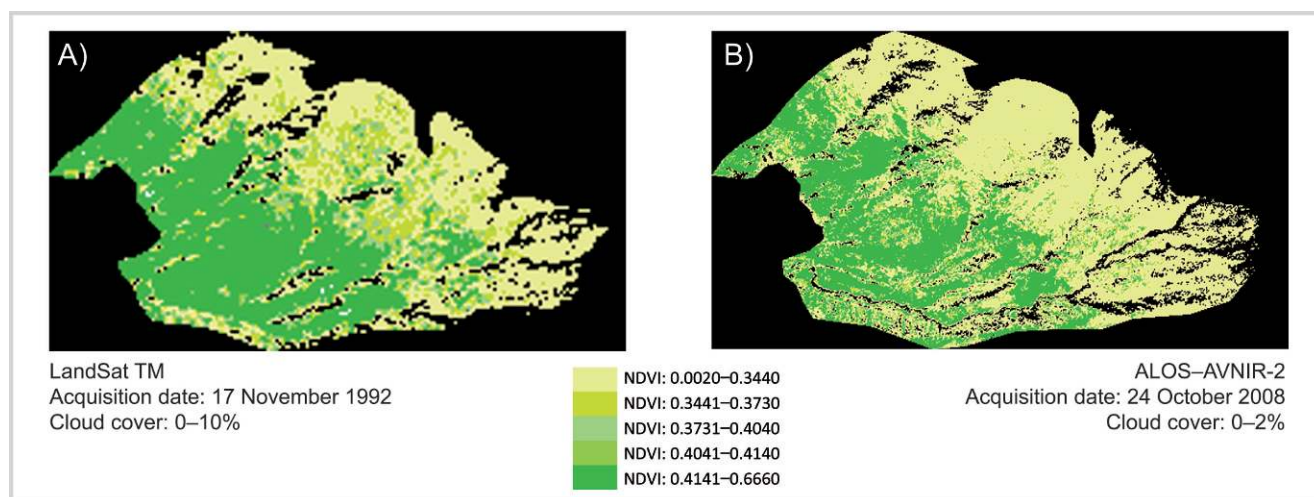 A)
B)
LandSat TM
Acquisition date: 17 November 1992
Cloud cover: 0–10%
NDVI: 0.0020–0.3440
NDVI: 0.3441–0.3730
NDVI: 0.3731–0.4040
NDVI: 0.4041–0.4140
NDVI: 0.4141–0.6660
ALOS–AVNIR-2
Acquisition date: 24 October 2008
Cloud cover: 0–2%